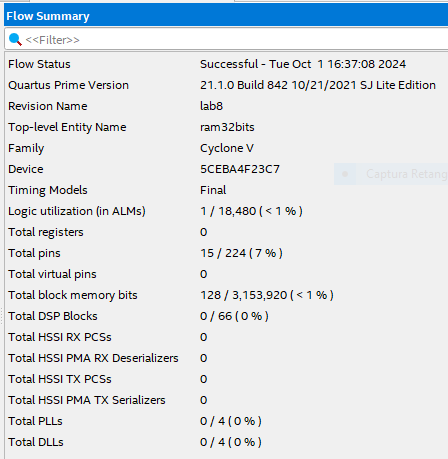 Flow Summary
<<Filter>>
Flow Status Successful - Tue Oct 1 16:37:08 2024
Quartus Prime Version 21.1.0 Build 842 10/21/2021 SJ Lite Edition
Revision Name lab8
Top-level Entity Name ram32bits
Family Cyclone V
Device 5CEBA4F23C7
Captura Retang
Timing Models Final
Logic utilization (in ALMs) 1 / 18,480 ( < 1 % )
Total registers 0
Total pins 15 / 224 ( 7 % )
Total virtual pins 0
Total block memory bits 128 / 3,153,920 ( < 1 % )
Total DSP Blocks 0 / 66 ( 0 % )
Total HSSI RX PCSs 0
Total HSSI PMA RX Deserializers 0
Total HSSI TX PCSs 0
Total HSSI PMA TX Serializers 0
Total PLLs 0 / 4 ( 0 % )
Total DLLs 0 / 4 ( 0 % )